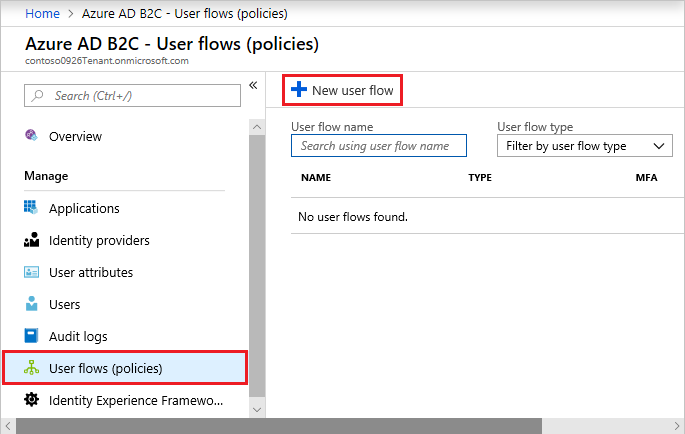 Home > Azure AD B2C - User flows (policies)
Azure AD B2C - User flows (policies)
contoso0926Tenant.onmicrosoft.com
Search (Ctrl+/)
«
Overview
Manage
Applications
Identity providers
User attributes
Users
Audit logs
User flows (policies)
Identity Experience Framewo...
New user flow
User flow name
User flow type
Search using user flow name
Filter by user flow type
NAME TYPE MFA
No user flows found.